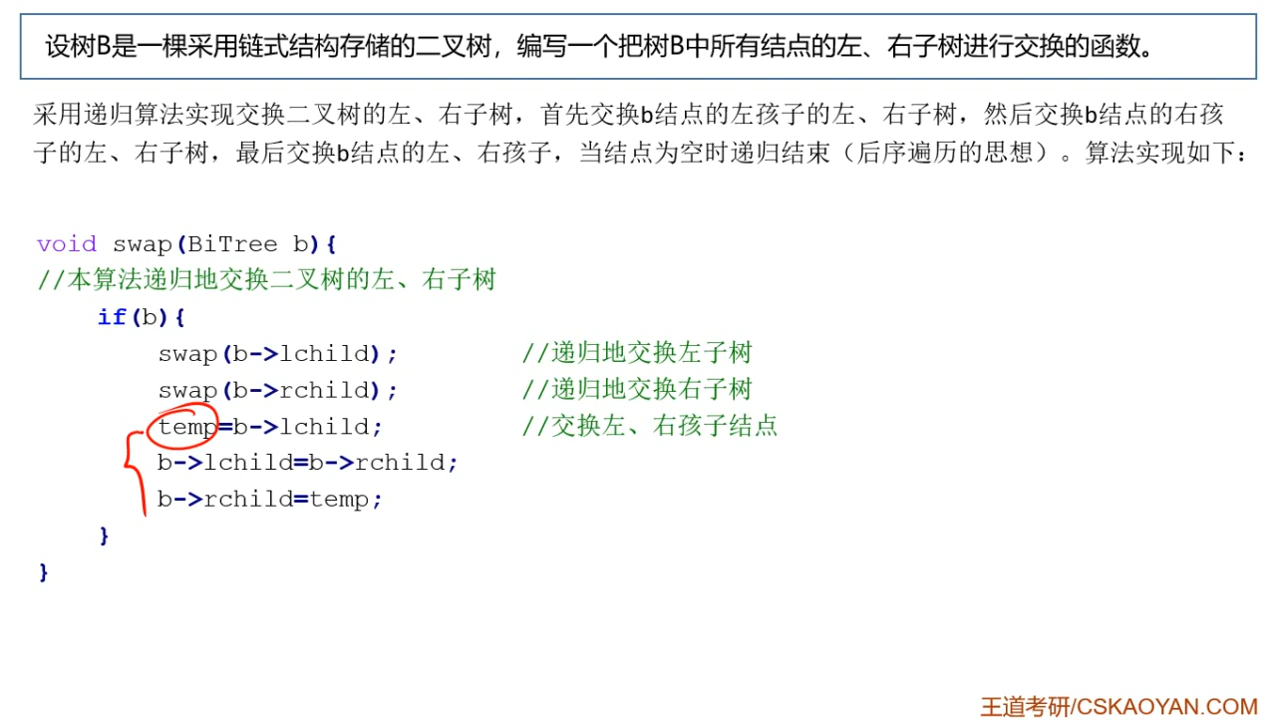 设树B是一棵采用链式结构存储的二叉树，编写一个把树B中所有结点的左、右子树进行交换的函数。
采用递归算法实现交换二叉树的左、右子树，首先交换b结点的左孩子的左、右子树，然后交换b结点的右孩
子的左、右子树，最后交换b结点的左、右孩子，当结点为空时递归结束（后序遍历的思想）。算法实现如下：
void swap(BiTree b){
//本算法递归地交换二叉树的左、右子树
if(b){
swap(b->lchild); //递归地交换左子树
swap(b->rchild); //递归地交换右子树
temp=b->lchild; //交换左、右孩子结点
b->lchild=b->rchild;
b->rchild=temp;
}
}
王道考研/CSKAOYAN.COM